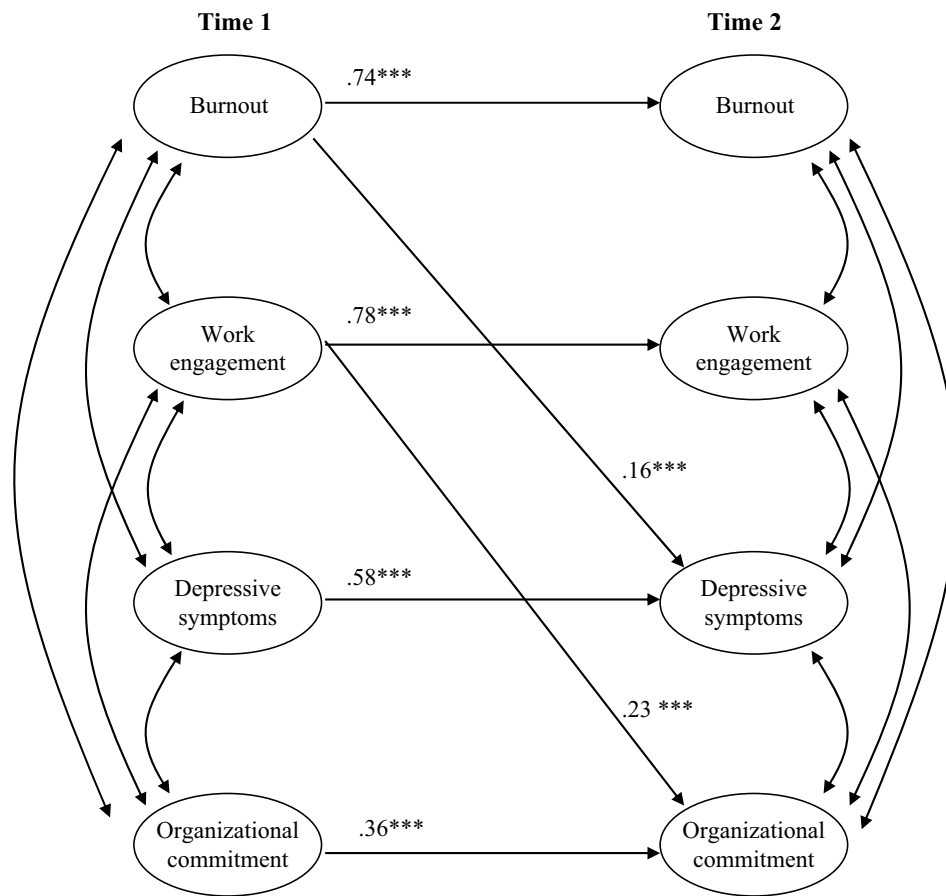 Time 1
Time 2
Burnout
.74***
Burnout
Work
engagement
.78***
Work
engagement
.16***
Depressive
symptoms
.58***
Depressive
symptoms
.23 ***
Organizational
commitment
.36***
Organizational
commitment